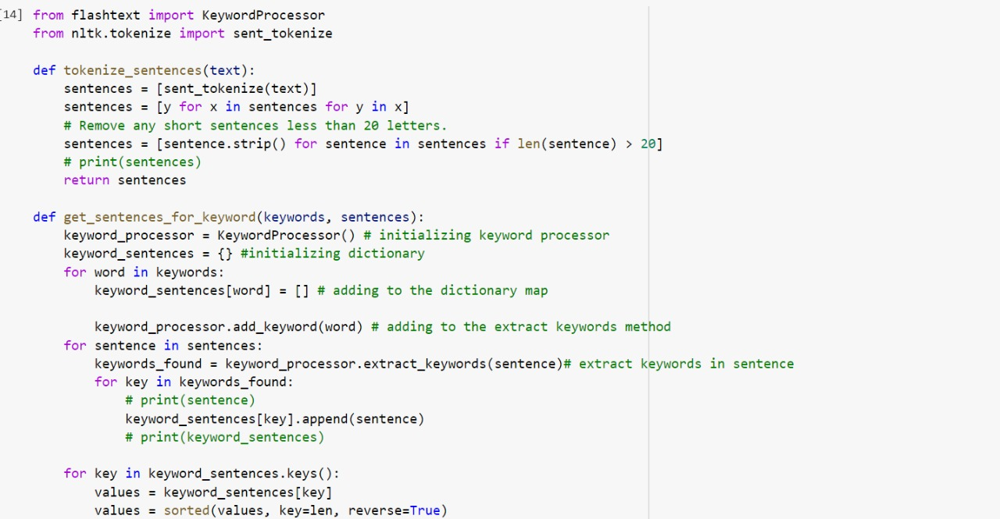 [14] from flashtext import KeywordProcessor
from nltk.tokenize import sent_tokenize

def tokenize_sentences(text):
    sentences = [sent_tokenize(text)]
    sentences = [y for x in sentences for y in x]
    # Remove any short sentences less than 20 letters.
    sentences = [sentence.strip() for sentence in sentences if len(sentence) > 20]
    # print(sentences)
    return sentences

def get_sentences_for_keyword(keywords, sentences):
    keyword_processor = KeywordProcessor() # initializing keyword processor
    keyword_sentences = {} #initializing dictionary
    for word in keywords:
        keyword_sentences[word] = [] # adding to the dictionary map

        keyword_processor.add_keyword(word) # adding to the extract keywords method
    for sentence in sentences:
        keywords_found = keyword_processor.extract_keywords(sentence)# extract keywords in sentence
        for key in keywords_found:
            # print(sentence)
            keyword_sentences[key].append(sentence)
            # print(keyword_sentences)

    for key in keyword_sentences.keys():
        values = keyword_sentences[key]
        values = sorted(values, key=len, reverse=True)